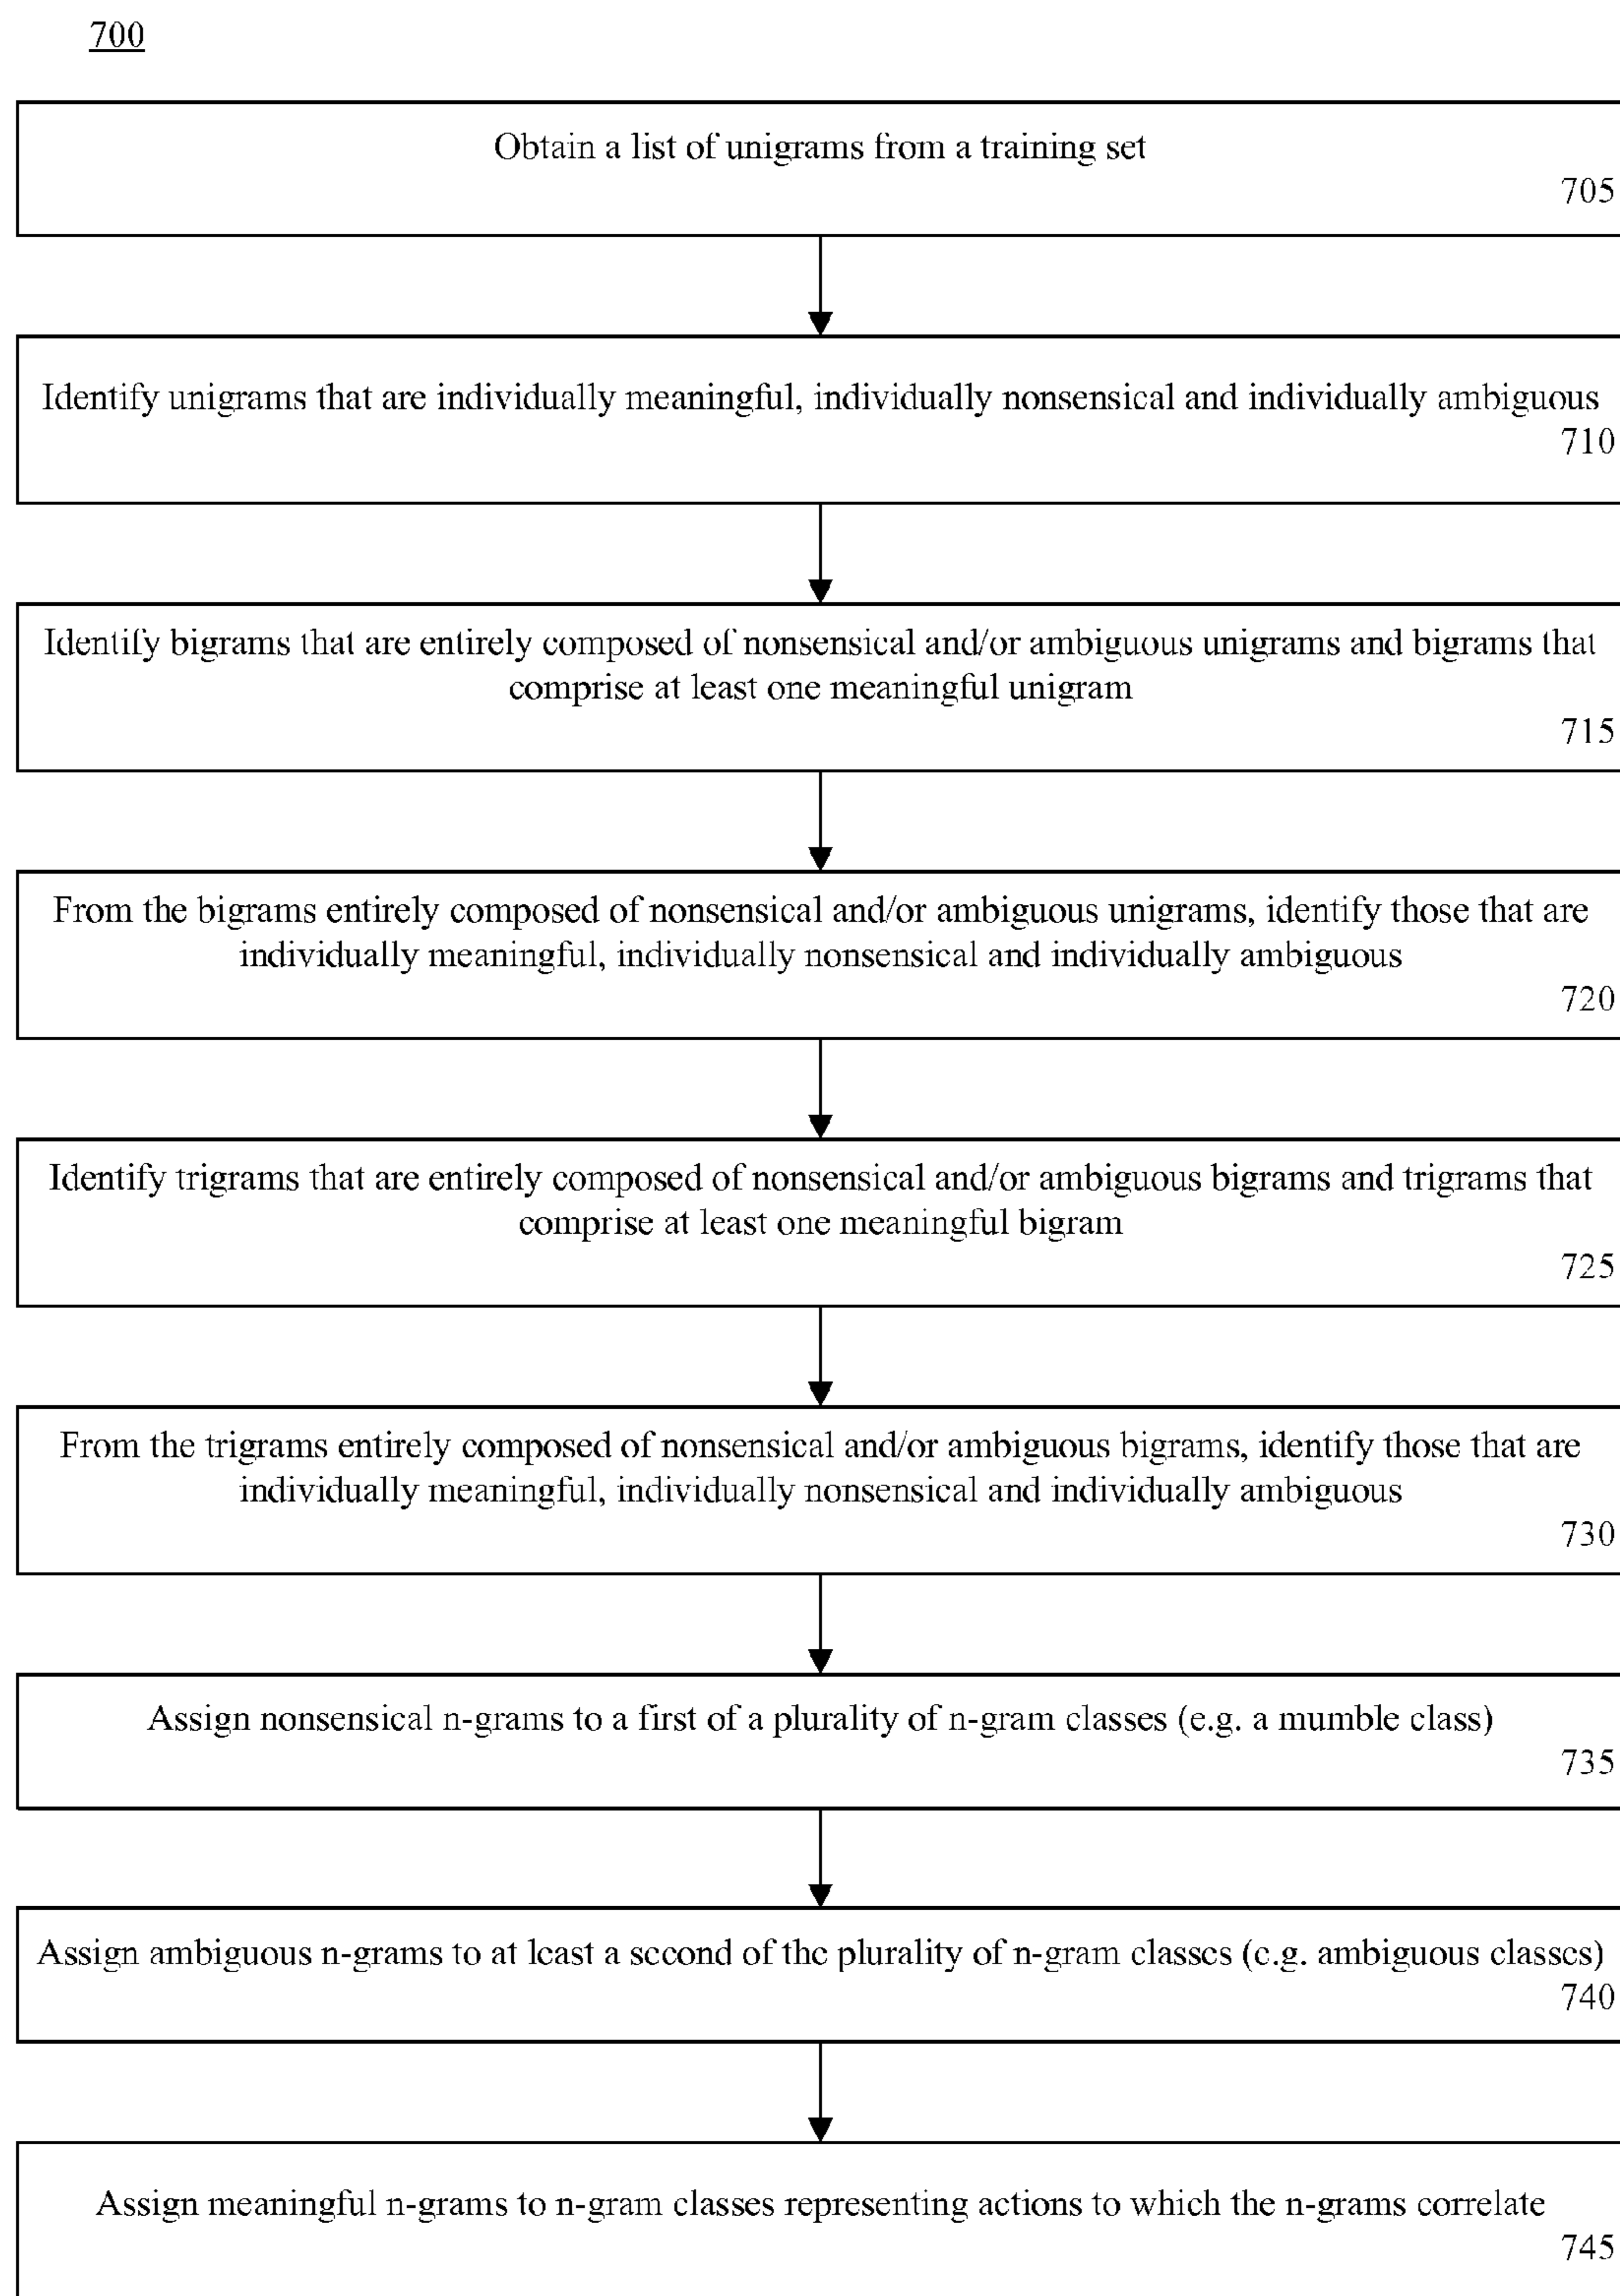 700
Obtain a list of unigrams from a training set
705
Identify unigrams that are individually meaningful, individually nonsensical and individually ambiguous
710
Identify bigrams that are entirely composed of nonsensical and/or ambiguous unigrams and bigrams that
comprise at least one meaningful unigram
715
From the bigrams entirely composed of nonsensical and/or ambiguous unigrams, identify those that are
individually meaningful, individually nonsensical and individually ambiguous
720
Identify trigrams that are entirely composed of nonsensical and/or ambiguous bigrams and trigrams that
comprise at least one meaningful bigram
725
From the trigrams entirely composed of nonsensical and/or ambiguous bigrams, identify those that are
individually meaningful, individually nonsensical and individually ambiguous
730
Assign nonsensical n-grams to a first of a plurality of n-gram classes (e.g. a mumble class)
735
Assign ambiguous n-grams to at least a second of the plurality of n-gram classes (e.g. ambiguous classes)
740
Assign meaningful n-grams to n-gram classes representing actions to which the n-grams correlate
745